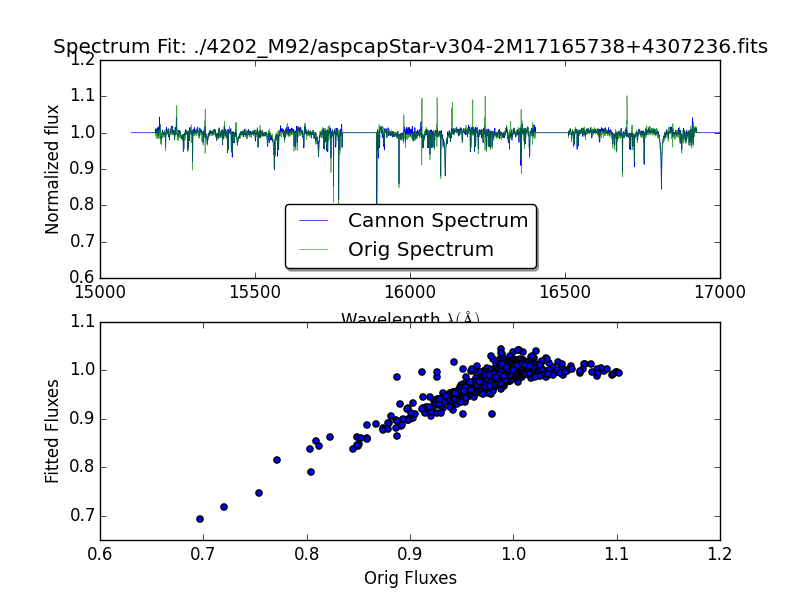 Spectrum Fit: ./4202_M92/aspcapStar-v304-2M17165738+4307236.fits
1.2
1.1
1.0
0.9
0.8
0.7
0.6
Normalized flux
Cannon Spectrum
Orig Spectrum
15000 15500 16000 16500 17000
Wavelength λ(Å)
1.1
1.0
0.9
0.8
0.7
Fitted Fluxes
0.6 0.7 0.8 0.9 1.0 1.1 1.2
Orig Fluxes